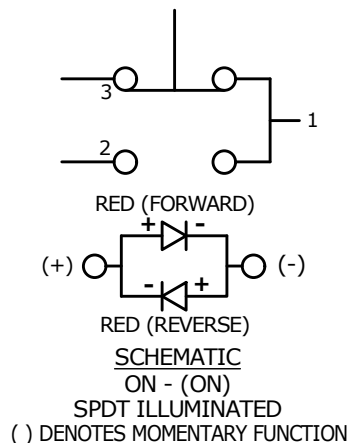 3
1
2
RED (FORWARD)
+ -
(+) (-)
- +
RED (REVERSE)
SCHEMATIC
ON - (ON)
SPDT ILLUMINATED
( ) DENOTES MOMENTARY FUNCTION